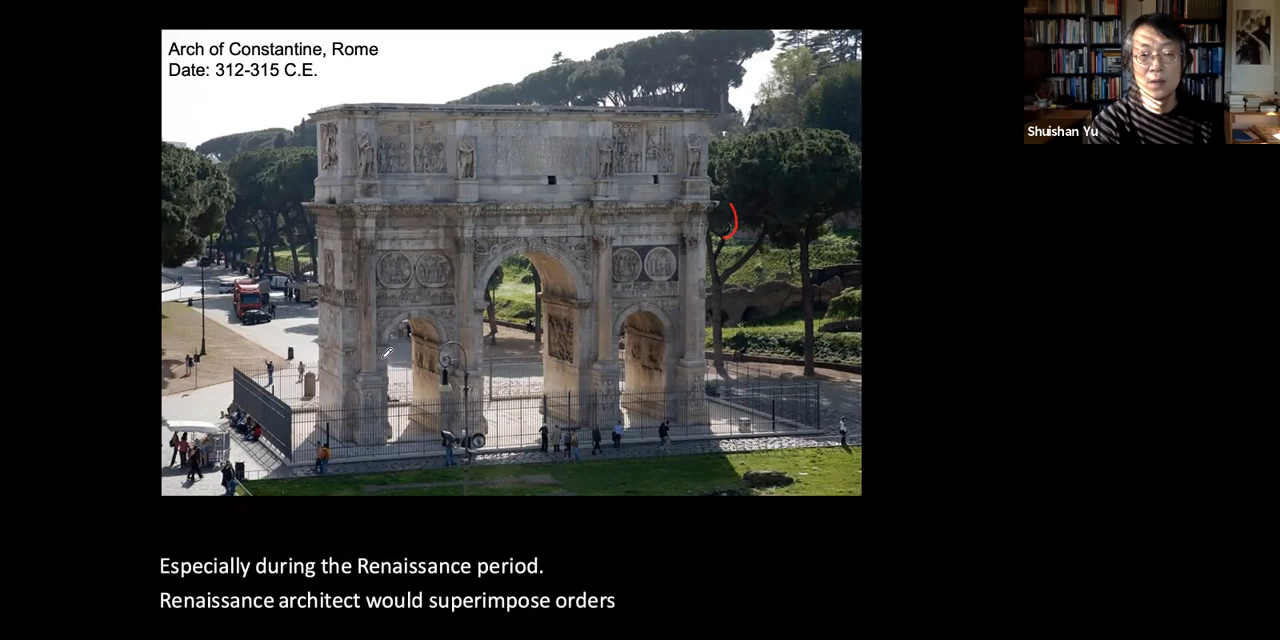 Arch of Constantine, Rome
Date: 312-315 C.E.
Shuishan Yu
Especially during the Renaissance period.
Renaissance architect would superimpose orders